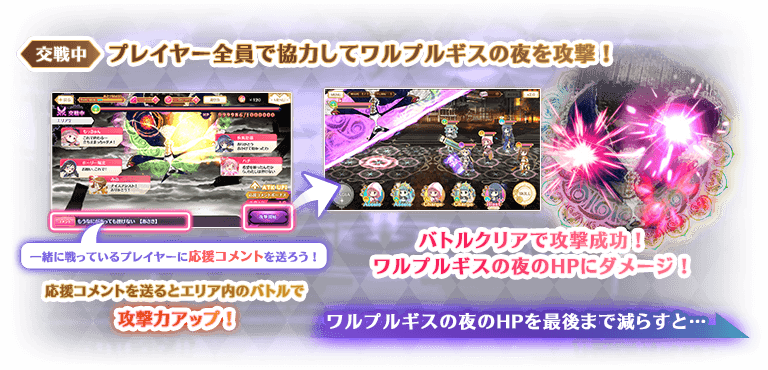 交戦中
プレイヤー全員で協力してワルプルギスの夜を攻撃！
交戦中
ATK UP!
一緒に戦っているプレイヤーに応援コメントを送ろう！
応援コメントを送るとエリア内のバトルで
攻撃力アップ！
SKILL
バトルクリアで攻撃成功！
ワルプルギスの夜のHPにダメージ！
ワルプルギスの夜のHPを最後まで減らすと…